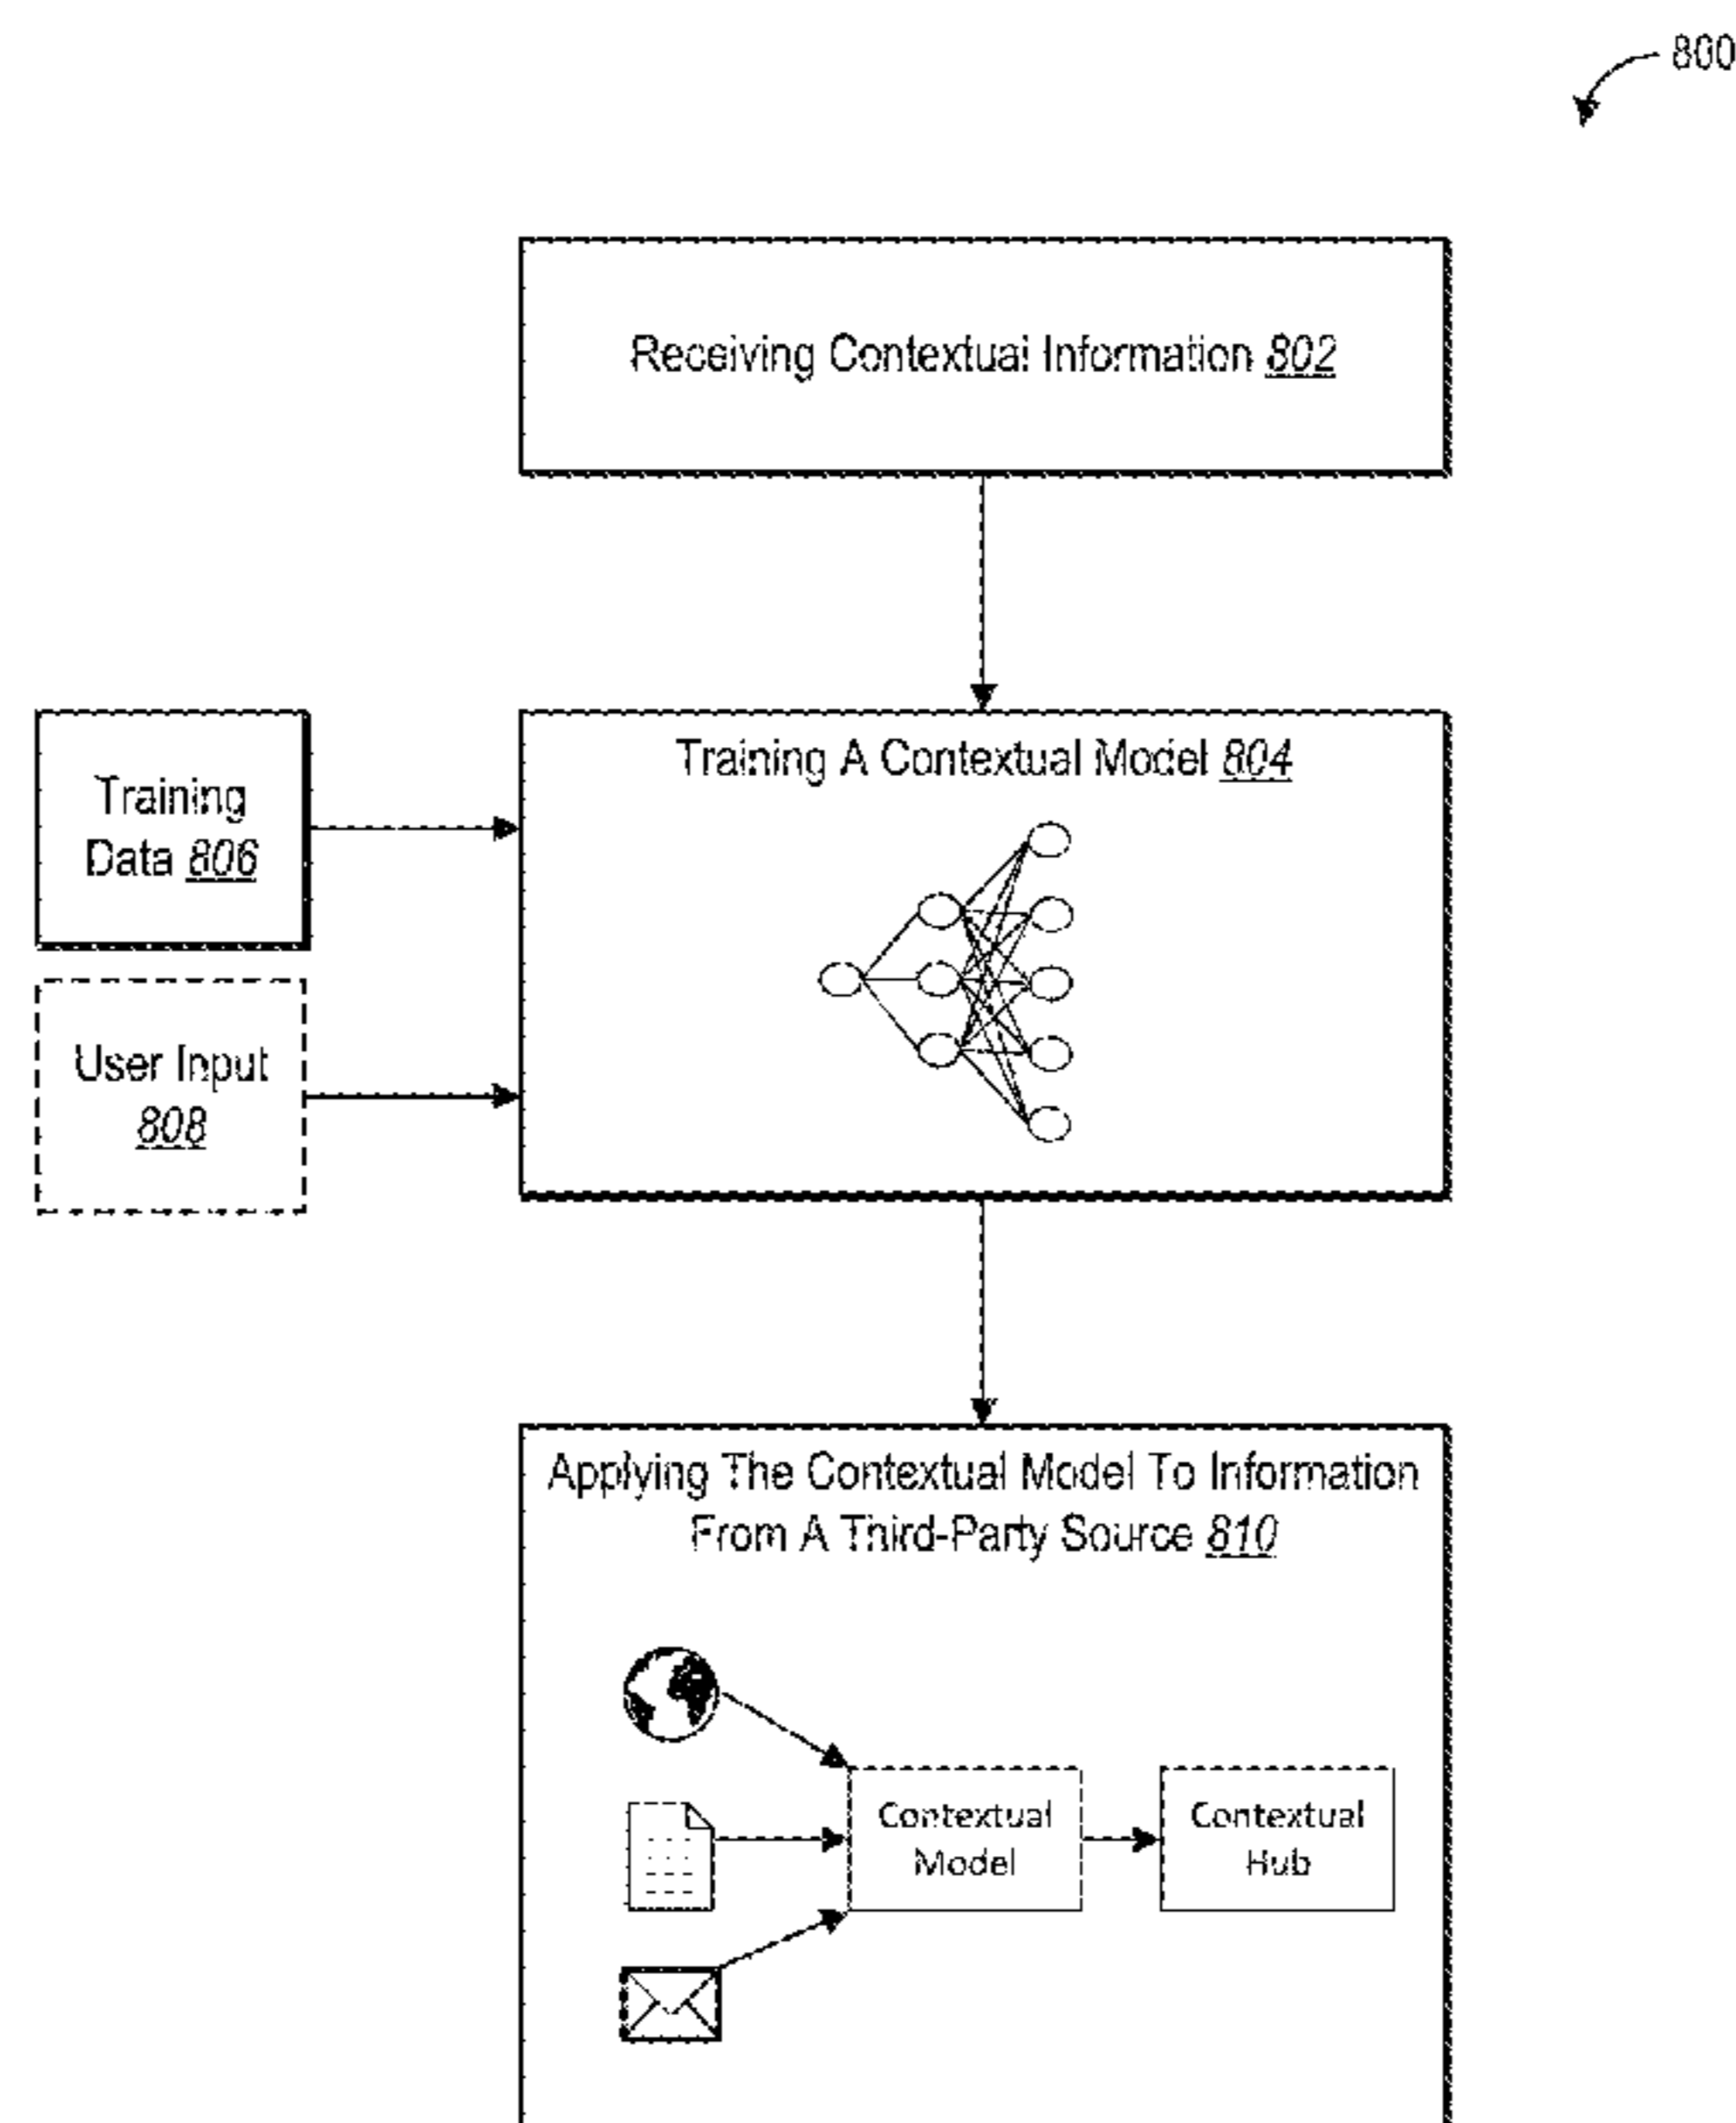 800
Receiving Contextual Information 802
Training A Contextual Model 804
Training
Data 806
User Input
808
Applying The Contextual Model To Information
From A Third-Party Source 810
Contextual
Model
Contextual
Hub